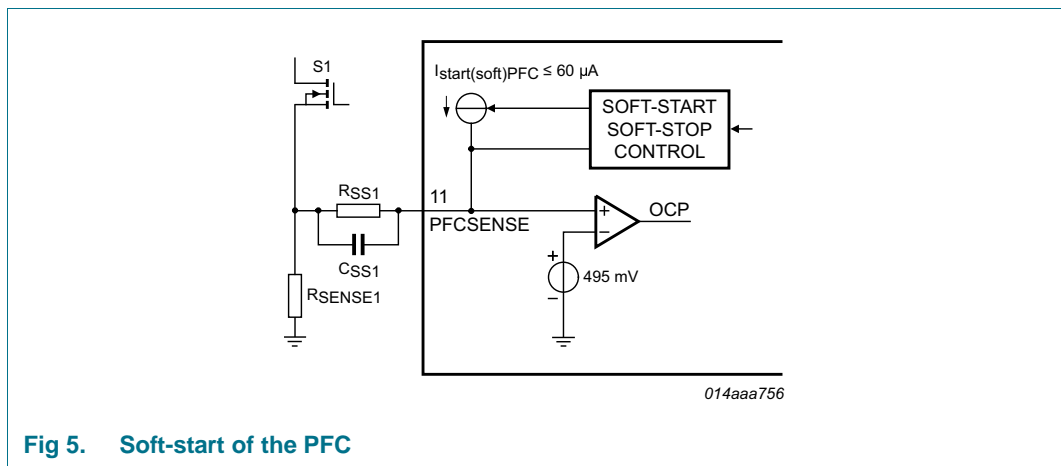 S1
Istart(soft)PFC ≤ 60 μA
SOFT-START
SOFT-STOP
CONTROL
RSS1
11
PFCSENSE
OCP
CSS1
+
−
+
495 mV
−
RSENSE1
014aaa756
Fig 5. Soft-start of the PFC